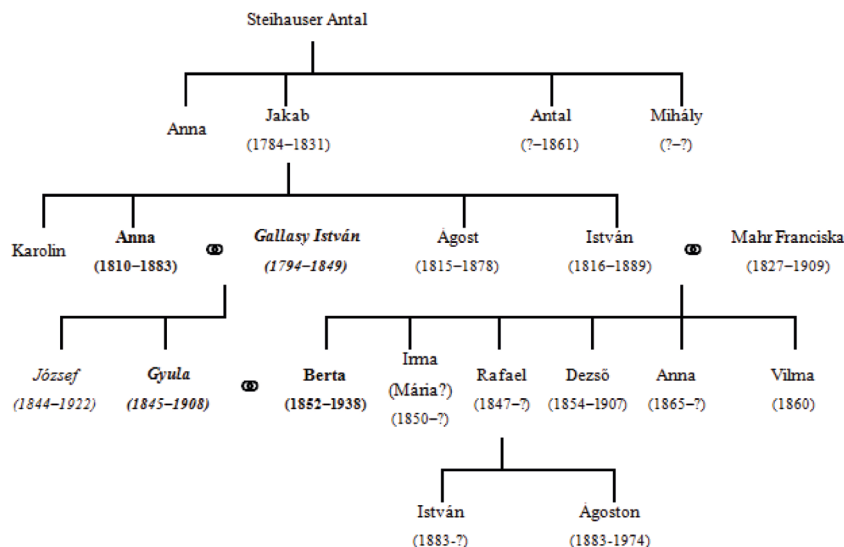 Steihauser Antal
Anna
Jakab
(1784–1831)
Antal
(?–1861)
Mihály
(?–?)
Karolin
Anna
(1810–1883)
Gallasy István
(1794–1849)
Ágost
(1815–1878)
István
(1816–1889)
Mahr Franciska
(1827–1909)
József
(1844–1922)
Gyula
(1845–1908)
Berta
(1852–1938)
Irma
(Mária?)
(1850–?)
Rafael
(1847–?)
Dezső
(1854–1907)
Anna
(1865–?)
Vilma
(1860)
István
(1883-?)
Ágoston
(1883-1974)